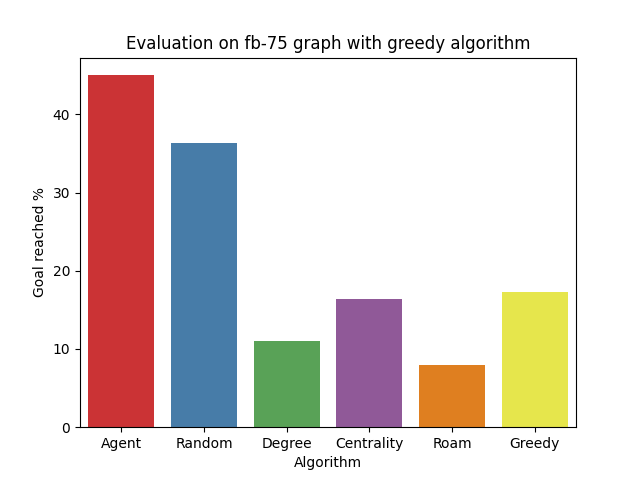 Evaluation on fb-75 graph with greedy algorithm
Goal reached %
40
30
20
10
0
Agent Random Degree Centrality Roam Greedy
Algorithm